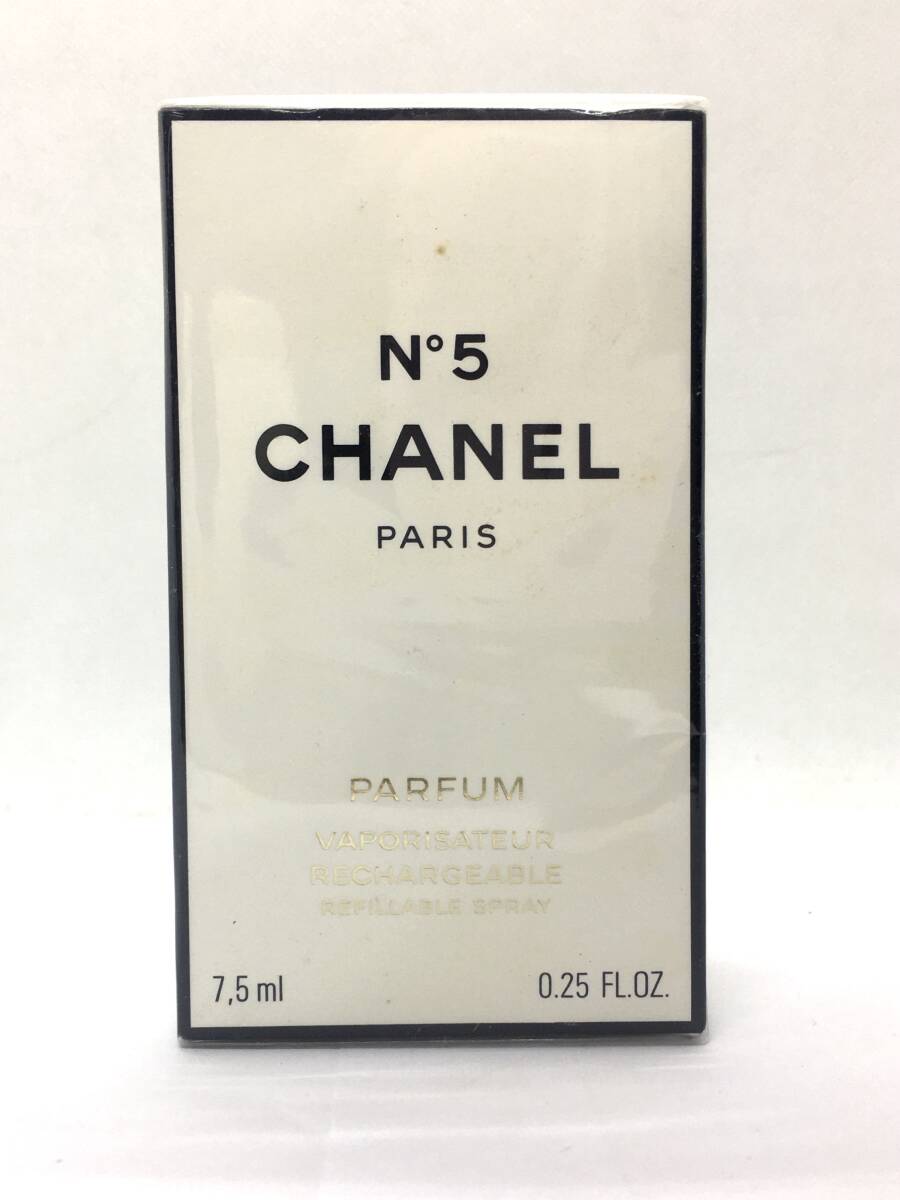 N°5
CHANEL
PARIS
PARFUM
VAPORISATEUR
RECHARGEABLE
REFILLABLE SPRAY
7,5 ml 0.25 FL.OZ.